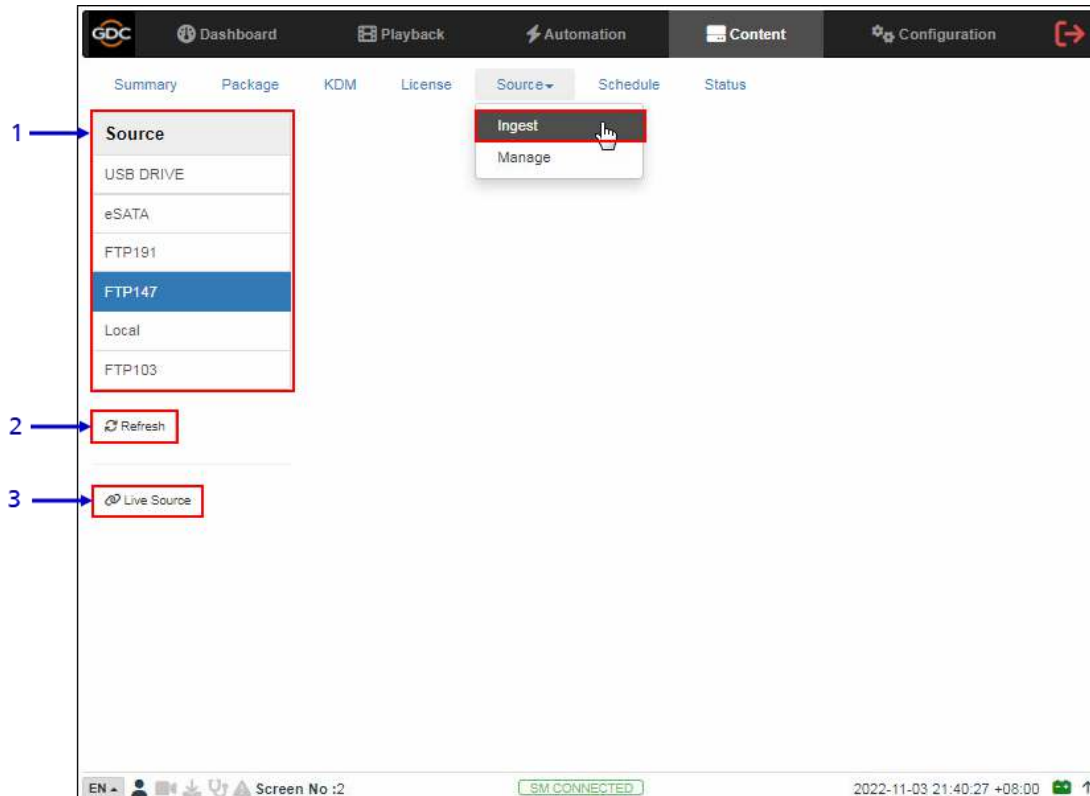 GDC Dashboard Playback Automation Content Configuration
Summary Package KDM License Source Schedule Status
Ingest
Manage
1
Source
USB DRIVE
eSATA
FTP191
FTP147
Local
FTP103
2
Refresh
3
Live Source
EN Screen No :2 SM CONNECTED 2022-11-03 21:40:27 +08:00